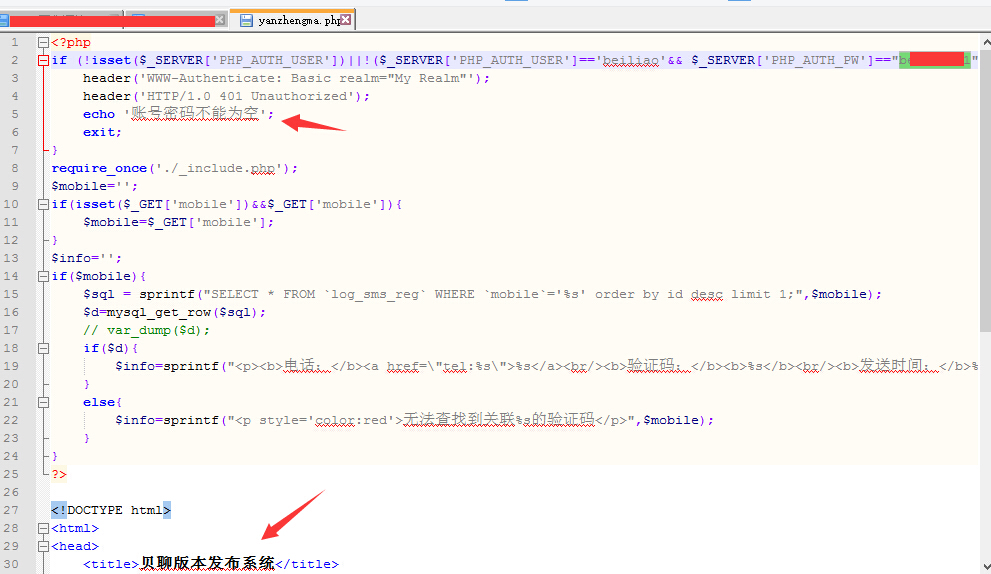 yanzhengma.php
1 <?php
2 if (!isset($_SERVER['PHP_AUTH_USER'])||!($_SERVER['PHP_AUTH_USER']=='beiliao'&& $_SERVER['PHP_AUTH_PW']=="
3 header('WWW-Authenticate: Basic realm="My Realm"');
4 header('HTTP/1.0 401 Unauthorized');
5 echo '账号密码不能为空';
6 exit;
7 }
8 require_once('./_include.php');
9 $mobile='';
10 if(isset($_GET['mobile'])&&$_GET['mobile']){
11 $mobile=$_GET['mobile'];
12 }
13 $info='';
14 if($mobile){
15 $sql = sprintf("SELECT * FROM `log_sms_reg` WHERE `mobile`='%s' order by id desc limit 1;",$mobile);
16 $d=mysql_get_row($sql);
17 // var_dump($d);
18 if($d){
19 $info=sprintf("<p><b>电话：</b><a href=\"tel:%s\">%s</a><br/><b>验证码：</b><b>%s</b><br/><b>发送时间：</b>%
20 }
21 else{
22 $info=sprintf("<p style='color:red'>无法查找到关联%s的验证码</p>",$mobile);
23 }
24 }
25 ?>
26
27 <!DOCTYPE html>
28 <html>
29 <head>
30 <title>贝聊版本发布系统</title>